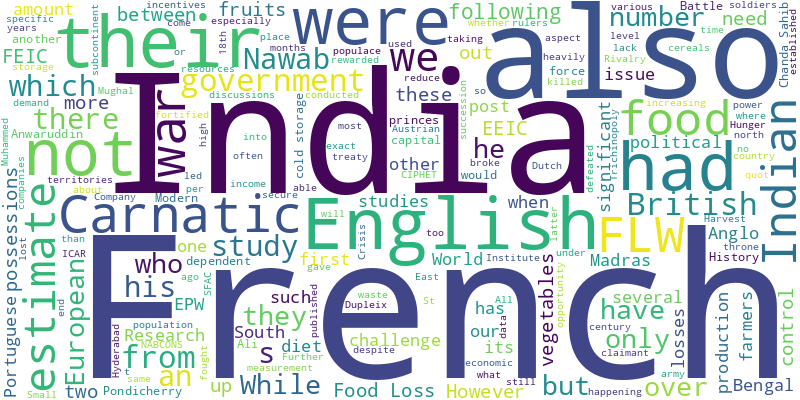 amount
specific
years
incentives
come
especially
between
fruits
following
whether
rulers
various
Battle
soldiers
another
their
were
also
number
need
FEIC
subcontinent
18th
or
place
months
populace
used
taking
aspect
heavily
level
lack
cereals
time
Rivalry
Chanda Sahib
established
storage
Nawab
we
out
force
killed
issue
which
demand
resources
rewarded
reduce
so
Mughal
government
discussions
conducted
increasing
more
war
these
post
power
where
Hunger
north
there
high
fortified
princes
succession
food
Muhammed
companies
Anwaruddin
cold storage
most
Austrian
capital
EEIC
significant
political
Trichinopoly
not
India
he
Indian
territories
about
into
often
exact
treaty
other
would
CIPHET
defeated
no
country
quot
led
per
income
broke
Dutch
had
Company
Modern
secure
able
British
Portuguese
possessions
estimate
Carnatic
English
studies
when
FLW
Harvest
latter
than
study
will
Crisis
too
World
Institute
under
Madras
Anglo
History
throne
lost
ICAR
European
who
one
ago
dependent
first
gave
vegetables
opportunity
several
control
his
such
published
Dupleix
East
St
has
All
data
have
century
claimant
end
EPW
SFAC
they
waste
our
only
losses
production
farmers
from
South
Ali
Further
measurement
diet
despite
challenge
economic
its
what
Hyderabad
population
NABCONS
Research
t
same
an
s
fought
happening
army
Small
two
Pondicherry
up
While
Food Loss
However
still
but
over
Bengal
French